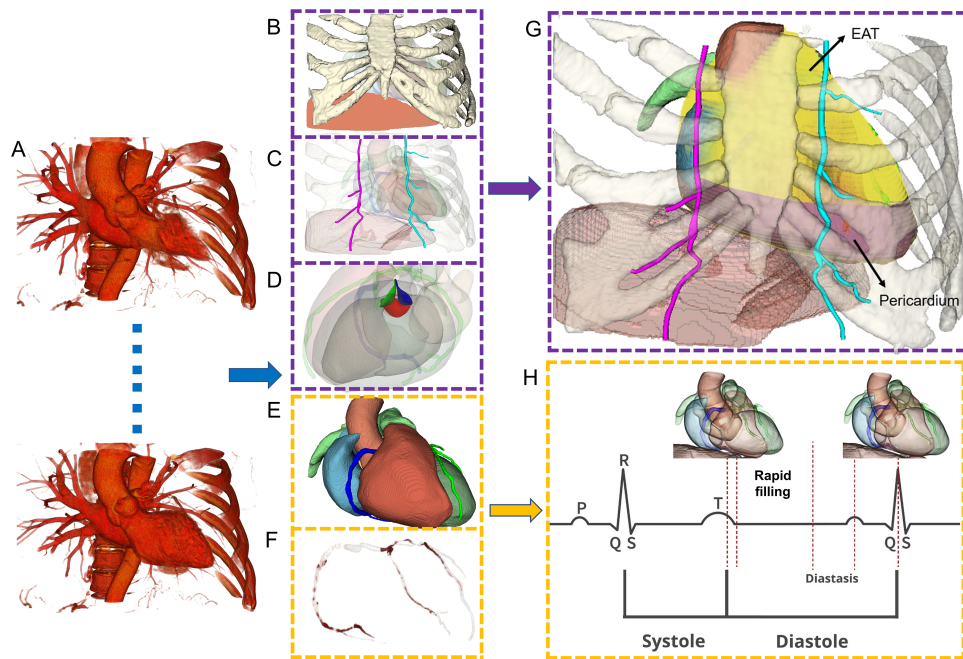 A
B
C
D
E
F
G
EAT
Pericardium
H
R
P
T
Q
S
Rapid
filling
Q
S
Diastasis
Systole
Diastole